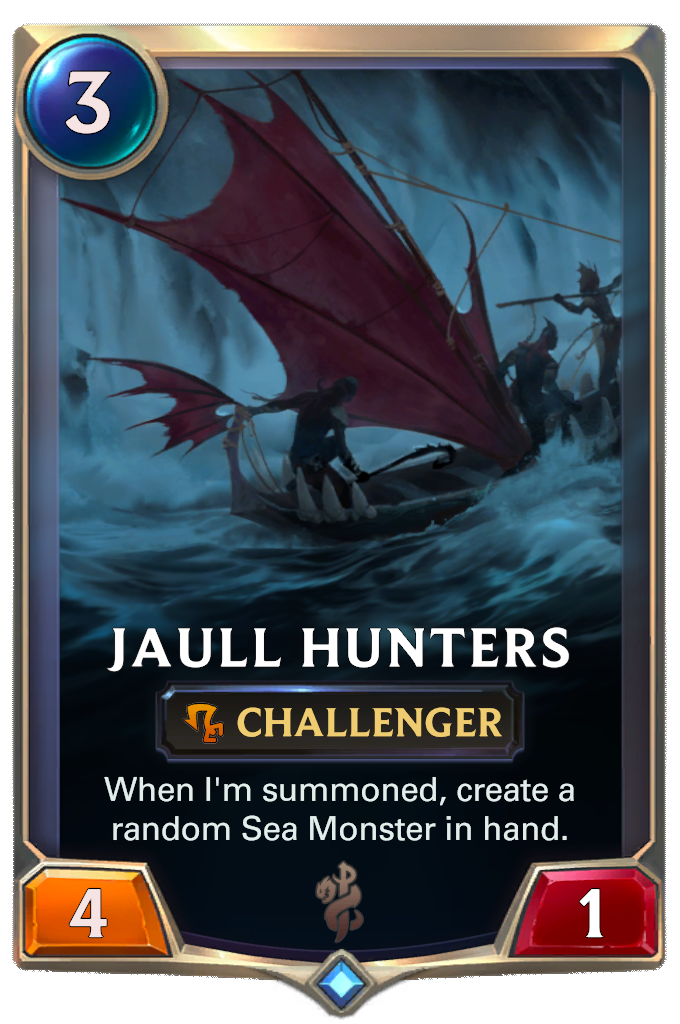 3
JAULL HUNTERS
CHALLENGER
When I'm summoned, create a
random Sea Monster in hand.
4
1